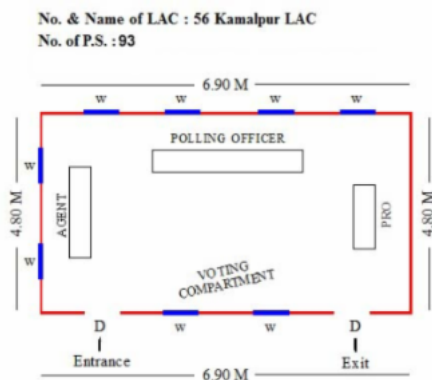 No. & Name of LAC : 56 Kamalpur LAC
No. of P.S. : 93
6.90 M
W W W W
POLLING OFFICER
W
4.80 M
AGENT
PRO
4.80 M
W
VOTING
COMPARTMENT
D W W D
Entrance Exit
6.90 M